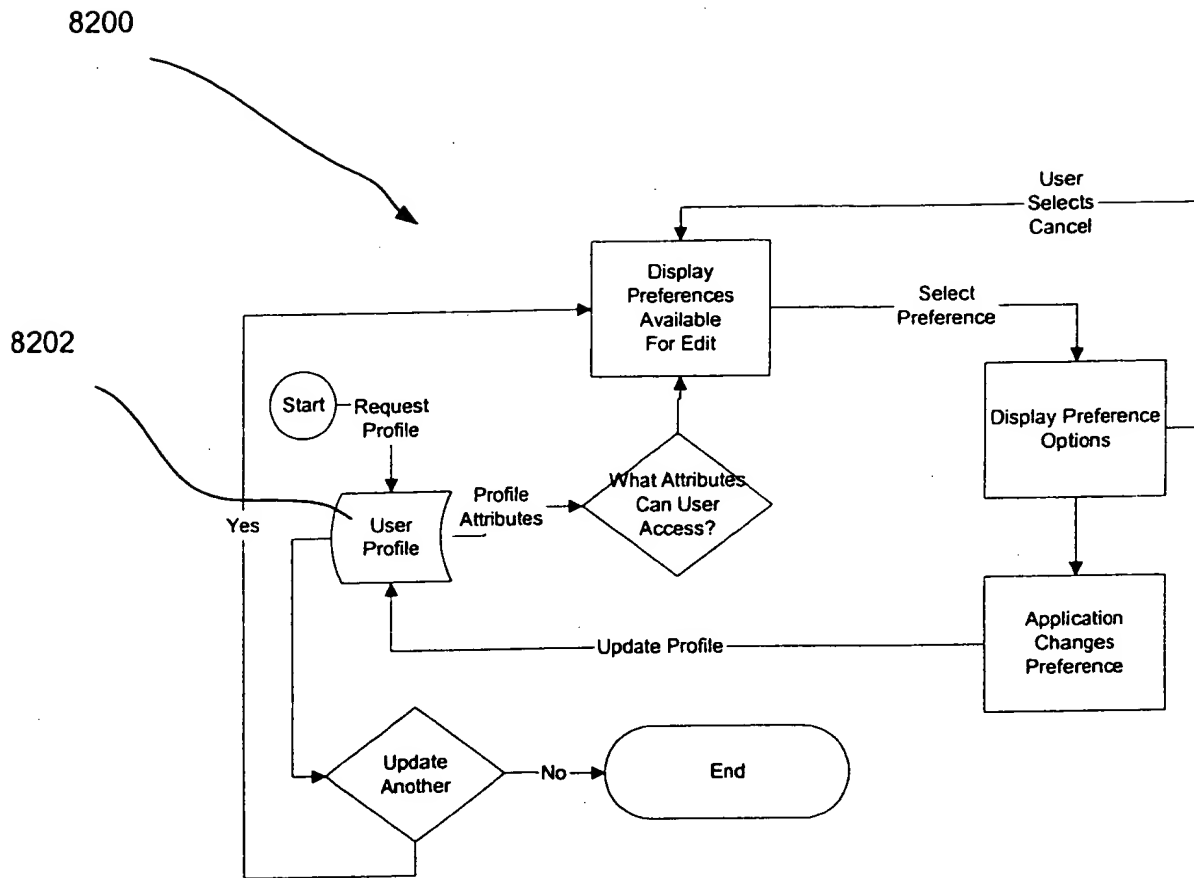 8200
User
Selects
Cancel
Display
Preferences
Available
For Edit
Select
Preference
8202
Start
Request
Profile
Display Preference
Options
What Attributes
Can User
Access?
Profile
Attributes
User
Profile
Yes
Application
Changes
Preference
Update Profile
Update
Another
No
End